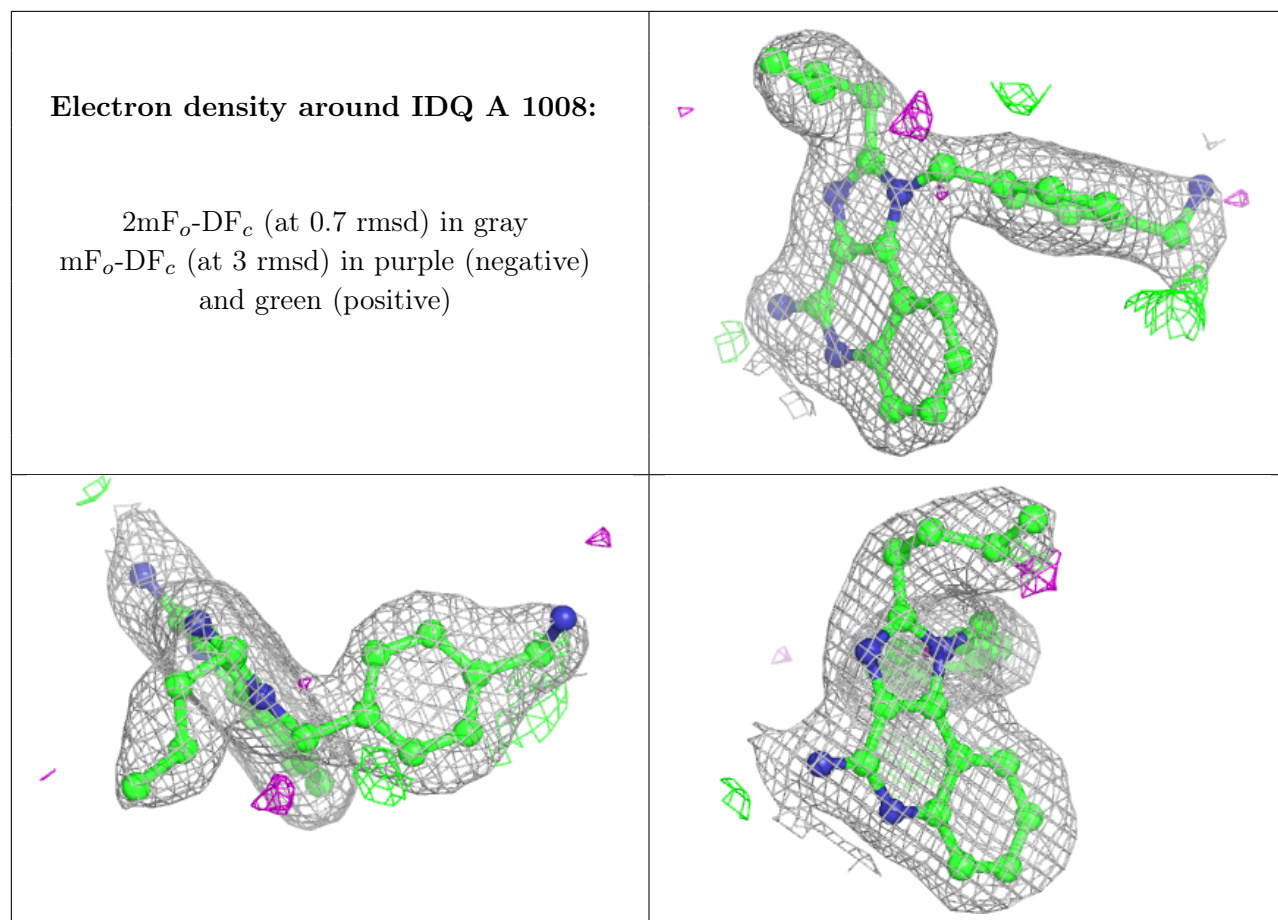 Electron density around IDQ A 1008:
2mFo-DFc (at 0.7 rmsd) in gray
mFo-DFc (at 3 rmsd) in purple (negative)
and green (positive)